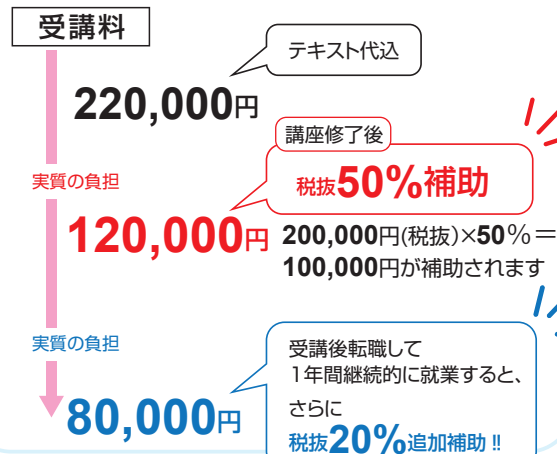 受講料
テキスト代込
220,000円
講座修了後
実質の負担
税抜50%補助
120,000円
200,000円(税抜)×50％＝
100,000円が補助されます
実質の負担
受講後転職して
1年間継続的に就業すると、
さらに
80,000円
税抜20%追加補助!!